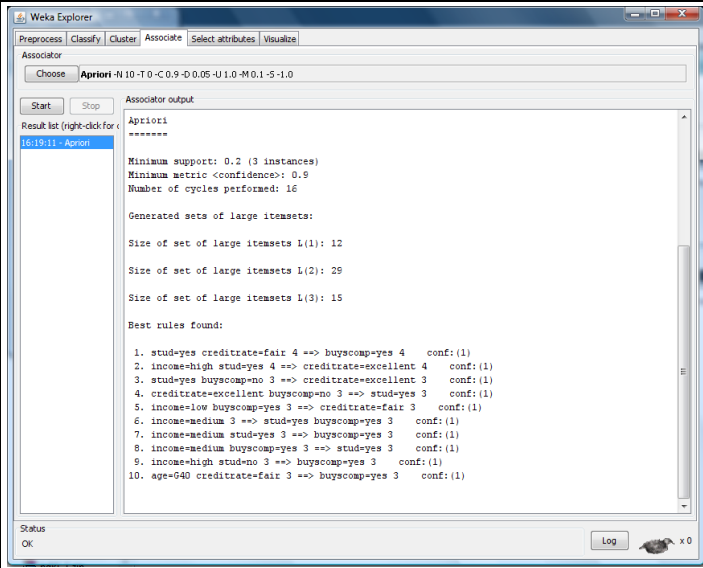 Weka Explorer
Preprocess Classify Cluster Associate Select attributes Visualize
Associator
Choose Apriori -N 10 -T 0 -C 0.9 -D 0.05 -U 1.0 -M 0.1 -S -1.0
Start Stop
Result list (right-click for
16:19:11 - Apriori
Associator output
Apriori
=======
Minimum support: 0.2 (3 instances)
Minimum metric <confidence>: 0.9
Number of cycles performed: 16
Generated sets of large itemsets:
Size of set of large itemsets L(1): 12
Size of set of large itemsets L(2): 29
Size of set of large itemsets L(3): 15
Best rules found:
1. stud=yes creditrate=fair 4 ==> buyscomp=yes 4 conf:(1)
2. income=high stud=yes 4 ==> creditrate=excellent 4 conf:(1)
3. stud=yes buyscomp=no 3 ==> creditrate=excellent 3 conf:(1)
4. creditrate=excellent buyscomp=no 3 ==> stud=yes 3 conf:(1)
5. income=low buyscomp=yes 3 ==> creditrate=fair 3 conf:(1)
6. income=medium 3 ==> stud=yes buyscomp=yes 3 conf:(1)
7. income=medium stud=yes 3 ==> buyscomp=yes 3 conf:(1)
8. income=medium buyscomp=yes 3 ==> stud=yes 3 conf:(1)
9. income=high stud=no 3 ==> buyscomp=yes 3 conf:(1)
10. age=G40 creditrate=fair 3 ==> buyscomp=yes 3 conf:(1)
Status
OK
Log x 0